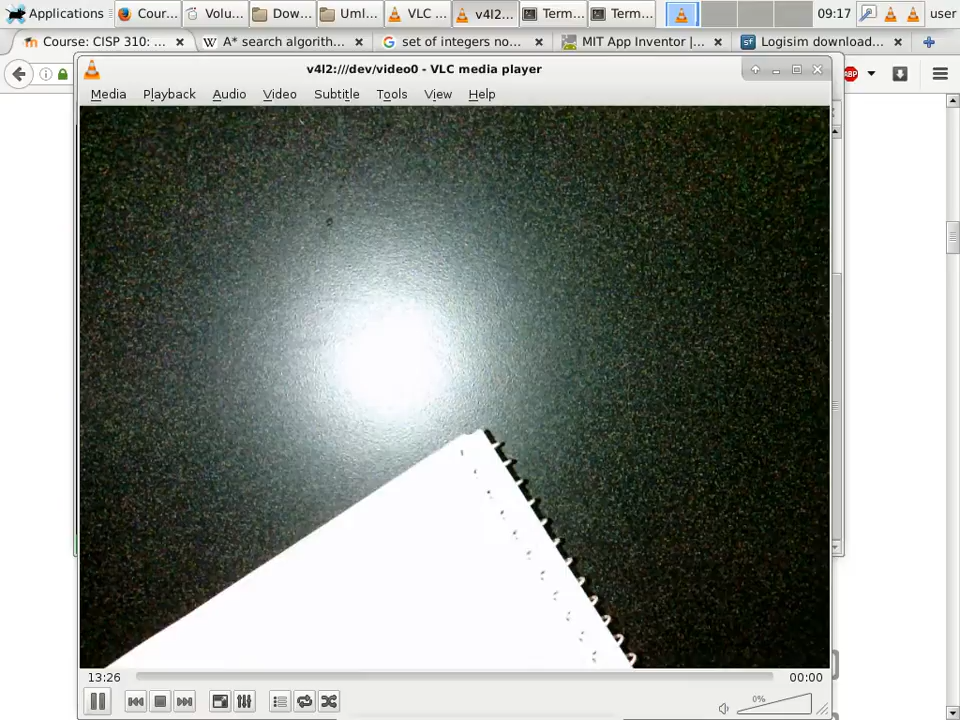 Applications Cour... Volu... Dow... Uml... VLC ... v4l2... Term... Term... 09:17 user
Course: CISP 310: ... W A* search algorith... G set of integers no... MIT App Inventor | ... sf Logisim download...
ABP
v4l2:///dev/video0 - VLC media player
Media Playback Audio Video Subtitle Tools View Help
13:26 00:00
0%